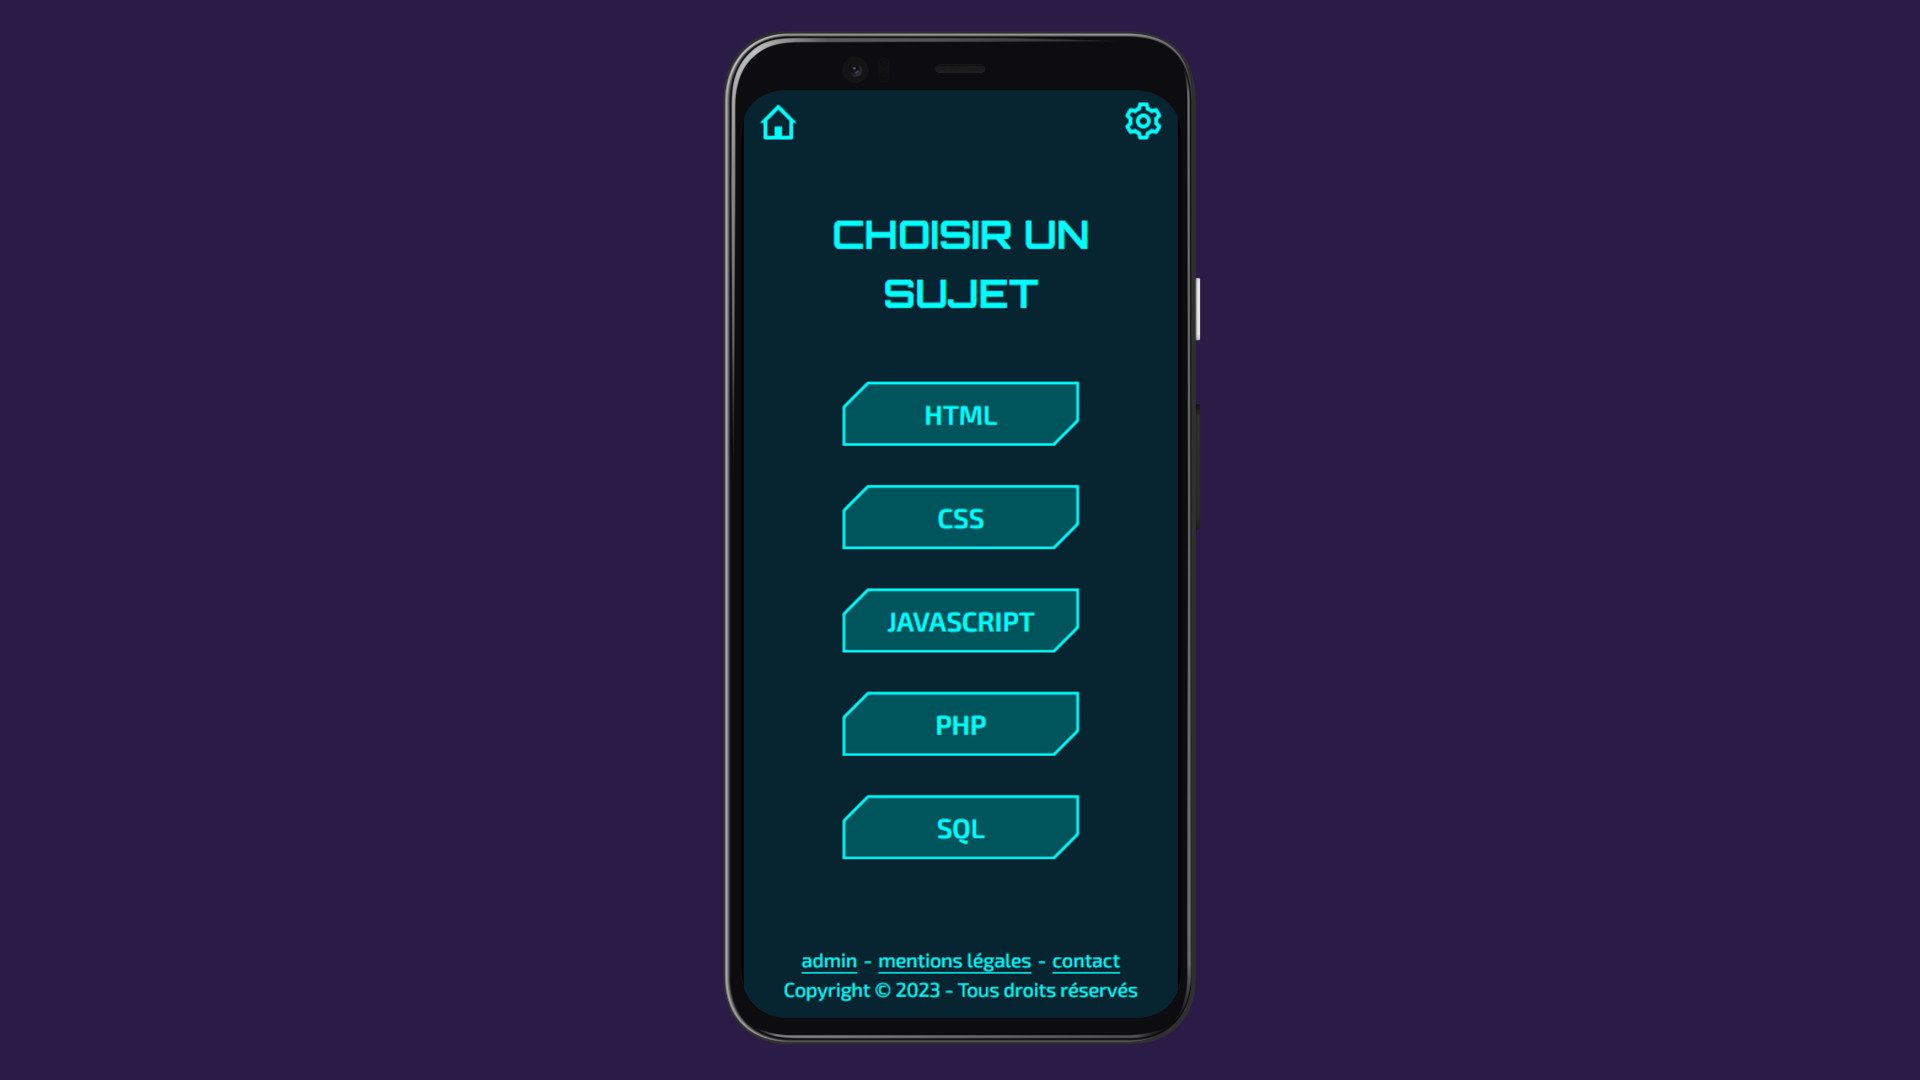 CHOISIR UN
SUJET
HTML
CSS
JAVASCRIPT
PHP
SQL
admin - mentions légales - contact
Copyright © 2023 - Tous droits réservés